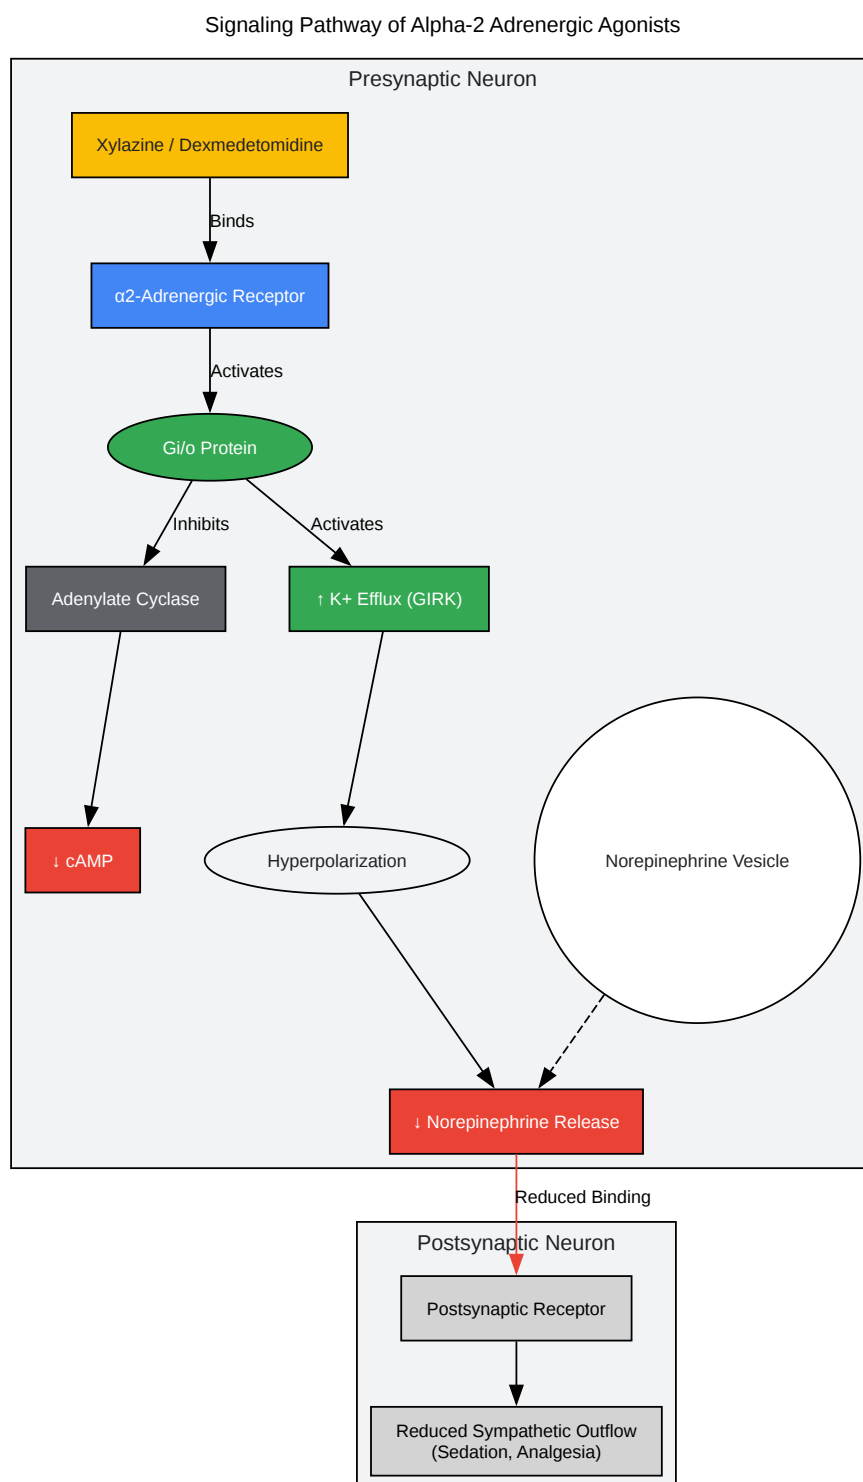 Signaling Pathway of Alpha-2 Adrenergic Agonists
Presynaptic Neuron
Xylazine / Dexmedetomidine
Binds
α2-Adrenergic Receptor
Activates
Gi/o Protein
Inhibits
Activates
Adenylate Cyclase
↑ K+ Efflux (GIRK)
↓ cAMP
Hyperpolarization
Norepinephrine Vesicle
↓ Norepinephrine Release
Reduced Binding
Postsynaptic Neuron
Postsynaptic Receptor
Reduced Sympathetic Outflow
(Sedation, Analgesia)